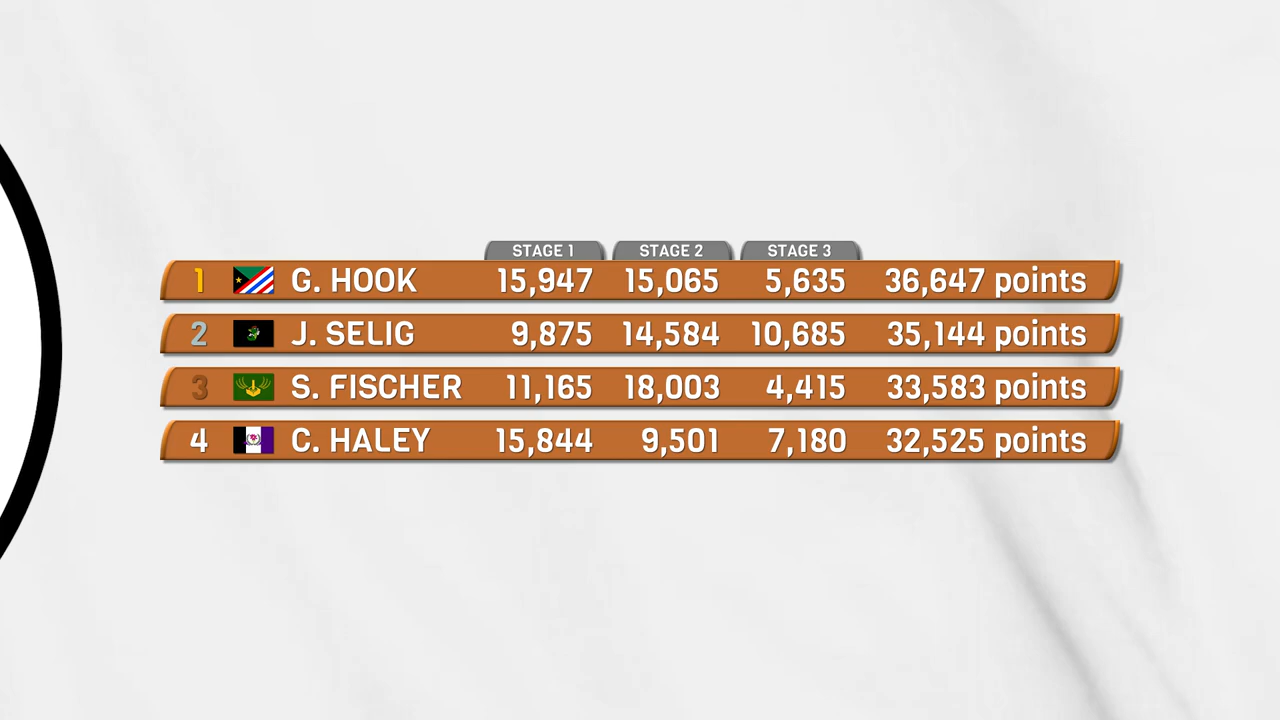 STAGE 1 STAGE 2 STAGE 3
1 G. HOOK 15,947 15,065 5,635 36,647 points
2 J. SELIG 9,875 14,584 10,685 35,144 points
3 S. FISCHER 11,165 18,003 4,415 33,583 points
4 C. HALEY 15,844 9,501 7,180 32,525 points